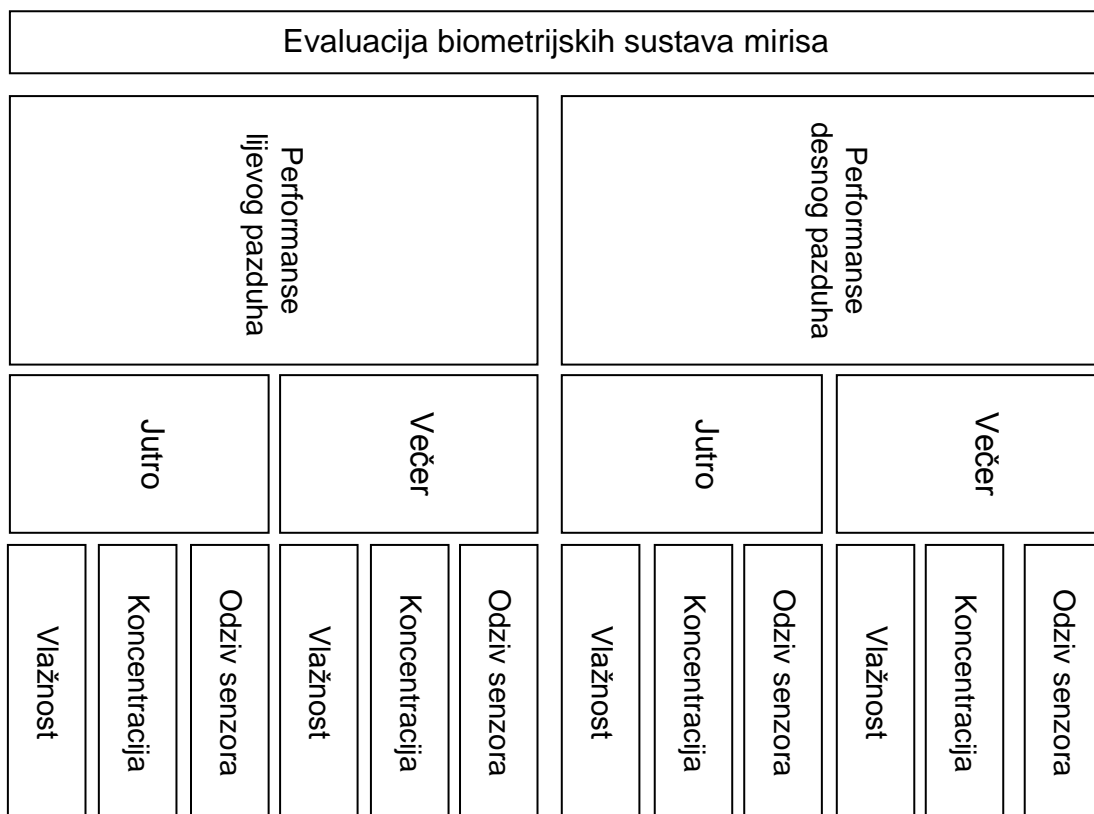 Evaluacija biometrijskih sustava mirisa
Performanse
lijevog pazduha
Performanse
desnog pazduha
Jutro
Večer
Jutro
Večer
Vlažnost
Koncentracija
Odziv senzora
Vlažnost
Koncentracija
Odziv senzora
Vlažnost
Koncentracija
Odziv senzora
Vlažnost
Koncentracija
Odziv senzora